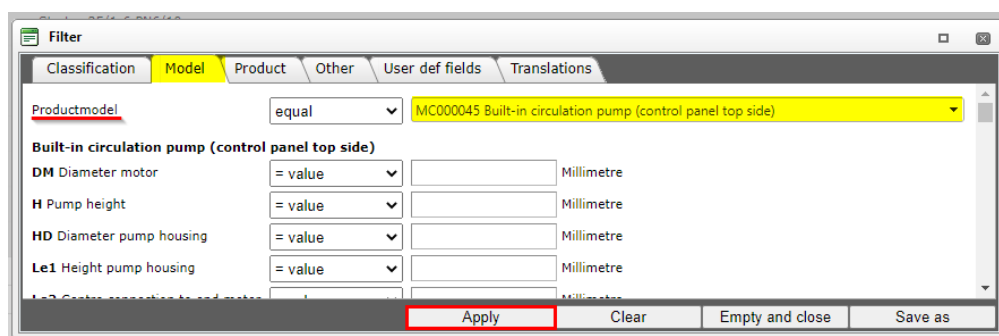 Filter
Classification Model Product Other User def fields Translations
Productmodel equal MC000045 Built-in circulation pump (control panel top side)
Built-in circulation pump (control panel top side)
DM Diameter motor = value Millimetre
H Pump height = value Millimetre
HD Diameter pump housing = value Millimetre
Le1 Height pump housing = value Millimetre
Apply Clear Empty and close Save as